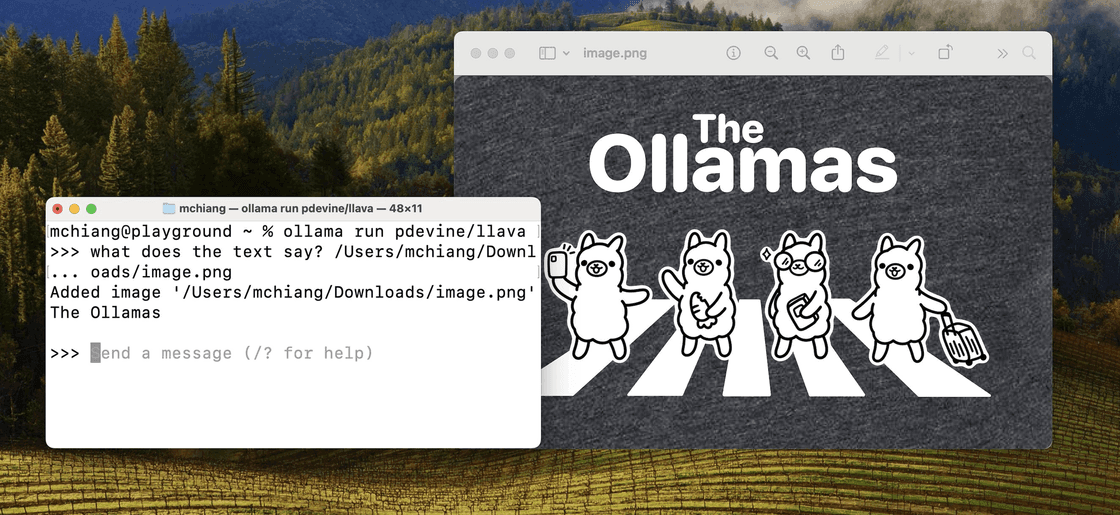 image.png
The
Ollamas
mchiang — ollama run pdevine/llava — 48×11
mchiang@playground ~ % ollama run pdevine/llava
>>> what does the text say? /Users/mchiang/Downl
... oads/image.png
Added image '/Users/mchiang/Downloads/image.png'
The Ollamas
>>> Send a message (/? for help)